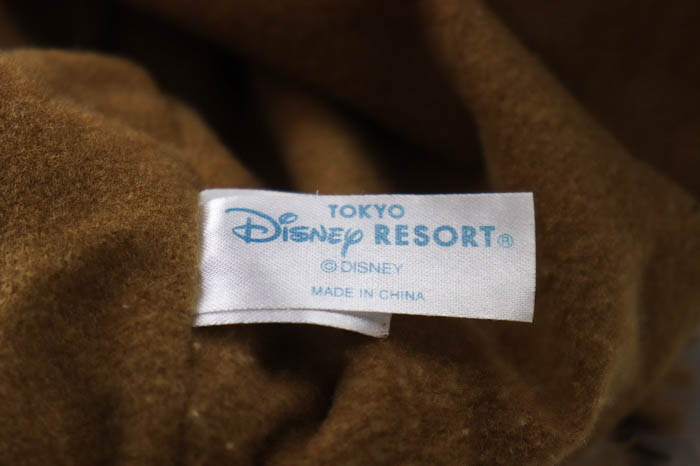 TOKYO
Disney RESORT®
© DISNEY
MADE IN CHINA